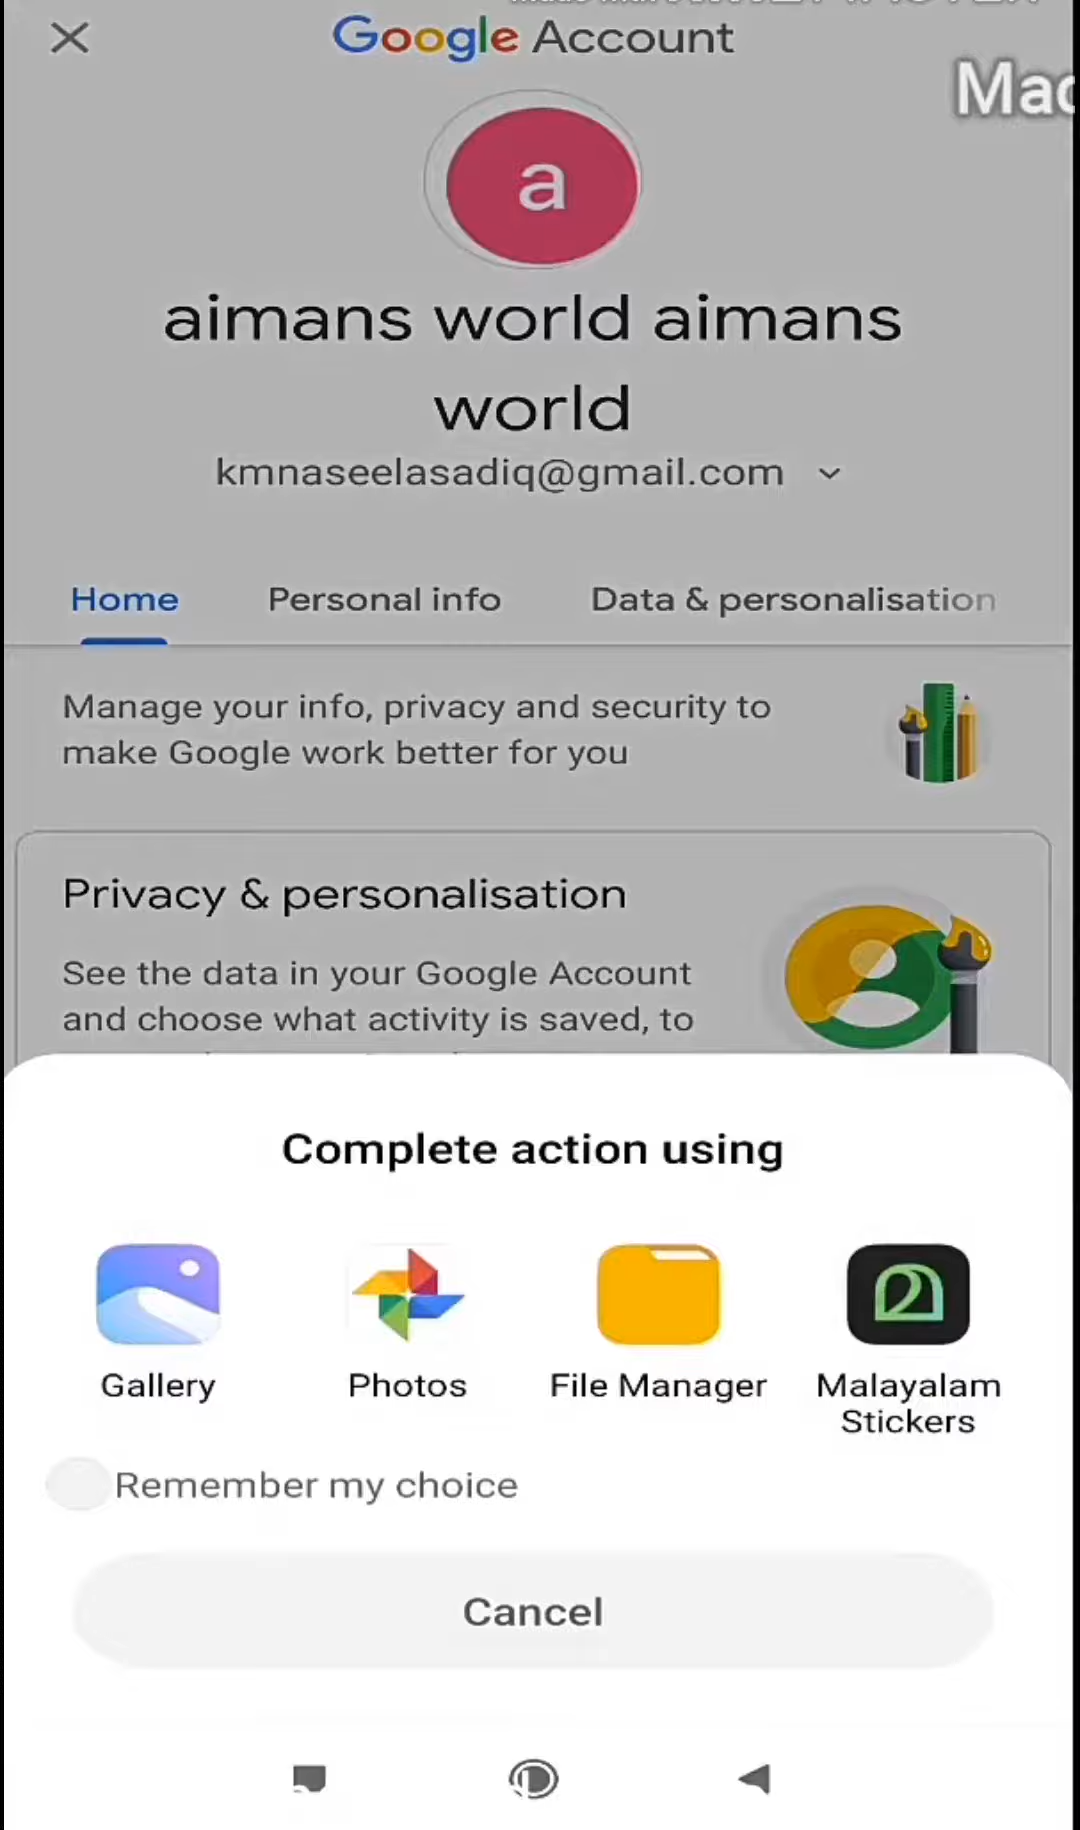 Google Account
a
aimans world aimans
world
kmnaseelasadiq@gmail.com
Home
Personal info
Data & personalisation
Manage your info, privacy and security to
make Google work better for you
Privacy & personalisation
See the data in your Google Account
and choose what activity is saved, to
Complete action using
Gallery
Photos
File Manager
Malayalam
Stickers
Remember my choice
Cancel